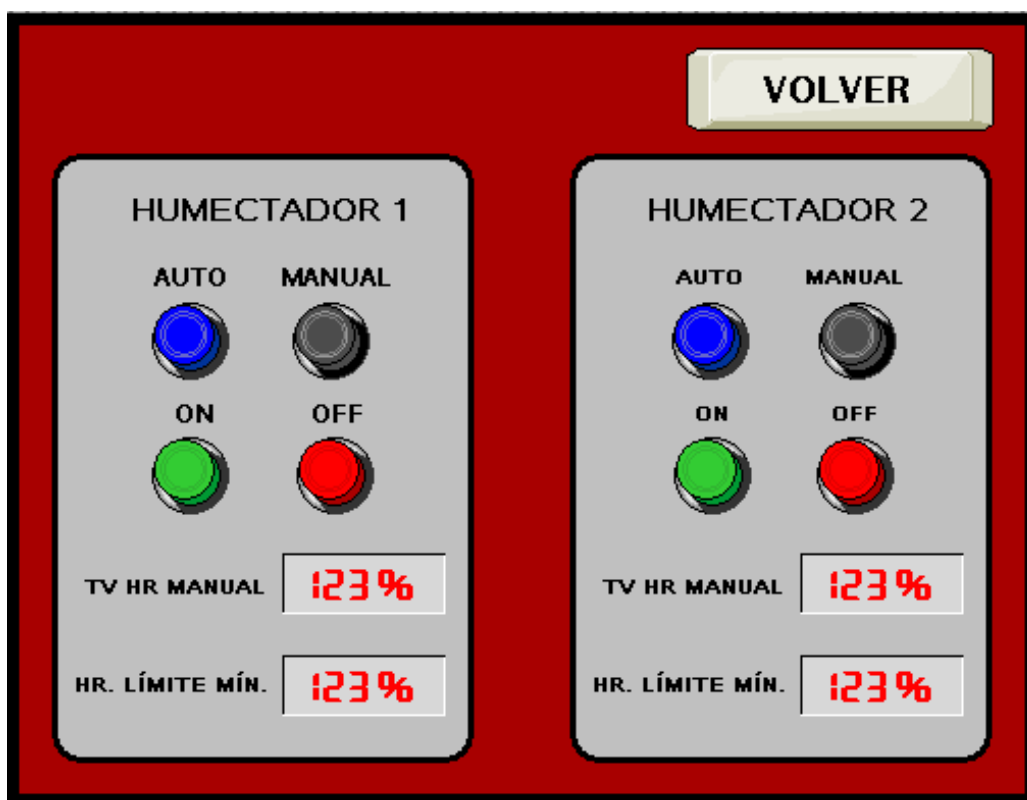 VOLVER
HUMECTADOR 1
AUTO MANUAL
ON OFF
TV HR MANUAL 123%
HR. LÍMITE MÍN. 123%
HUMECTADOR 2
AUTO MANUAL
ON OFF
TV HR MANUAL 123%
HR. LÍMITE MÍN. 123%